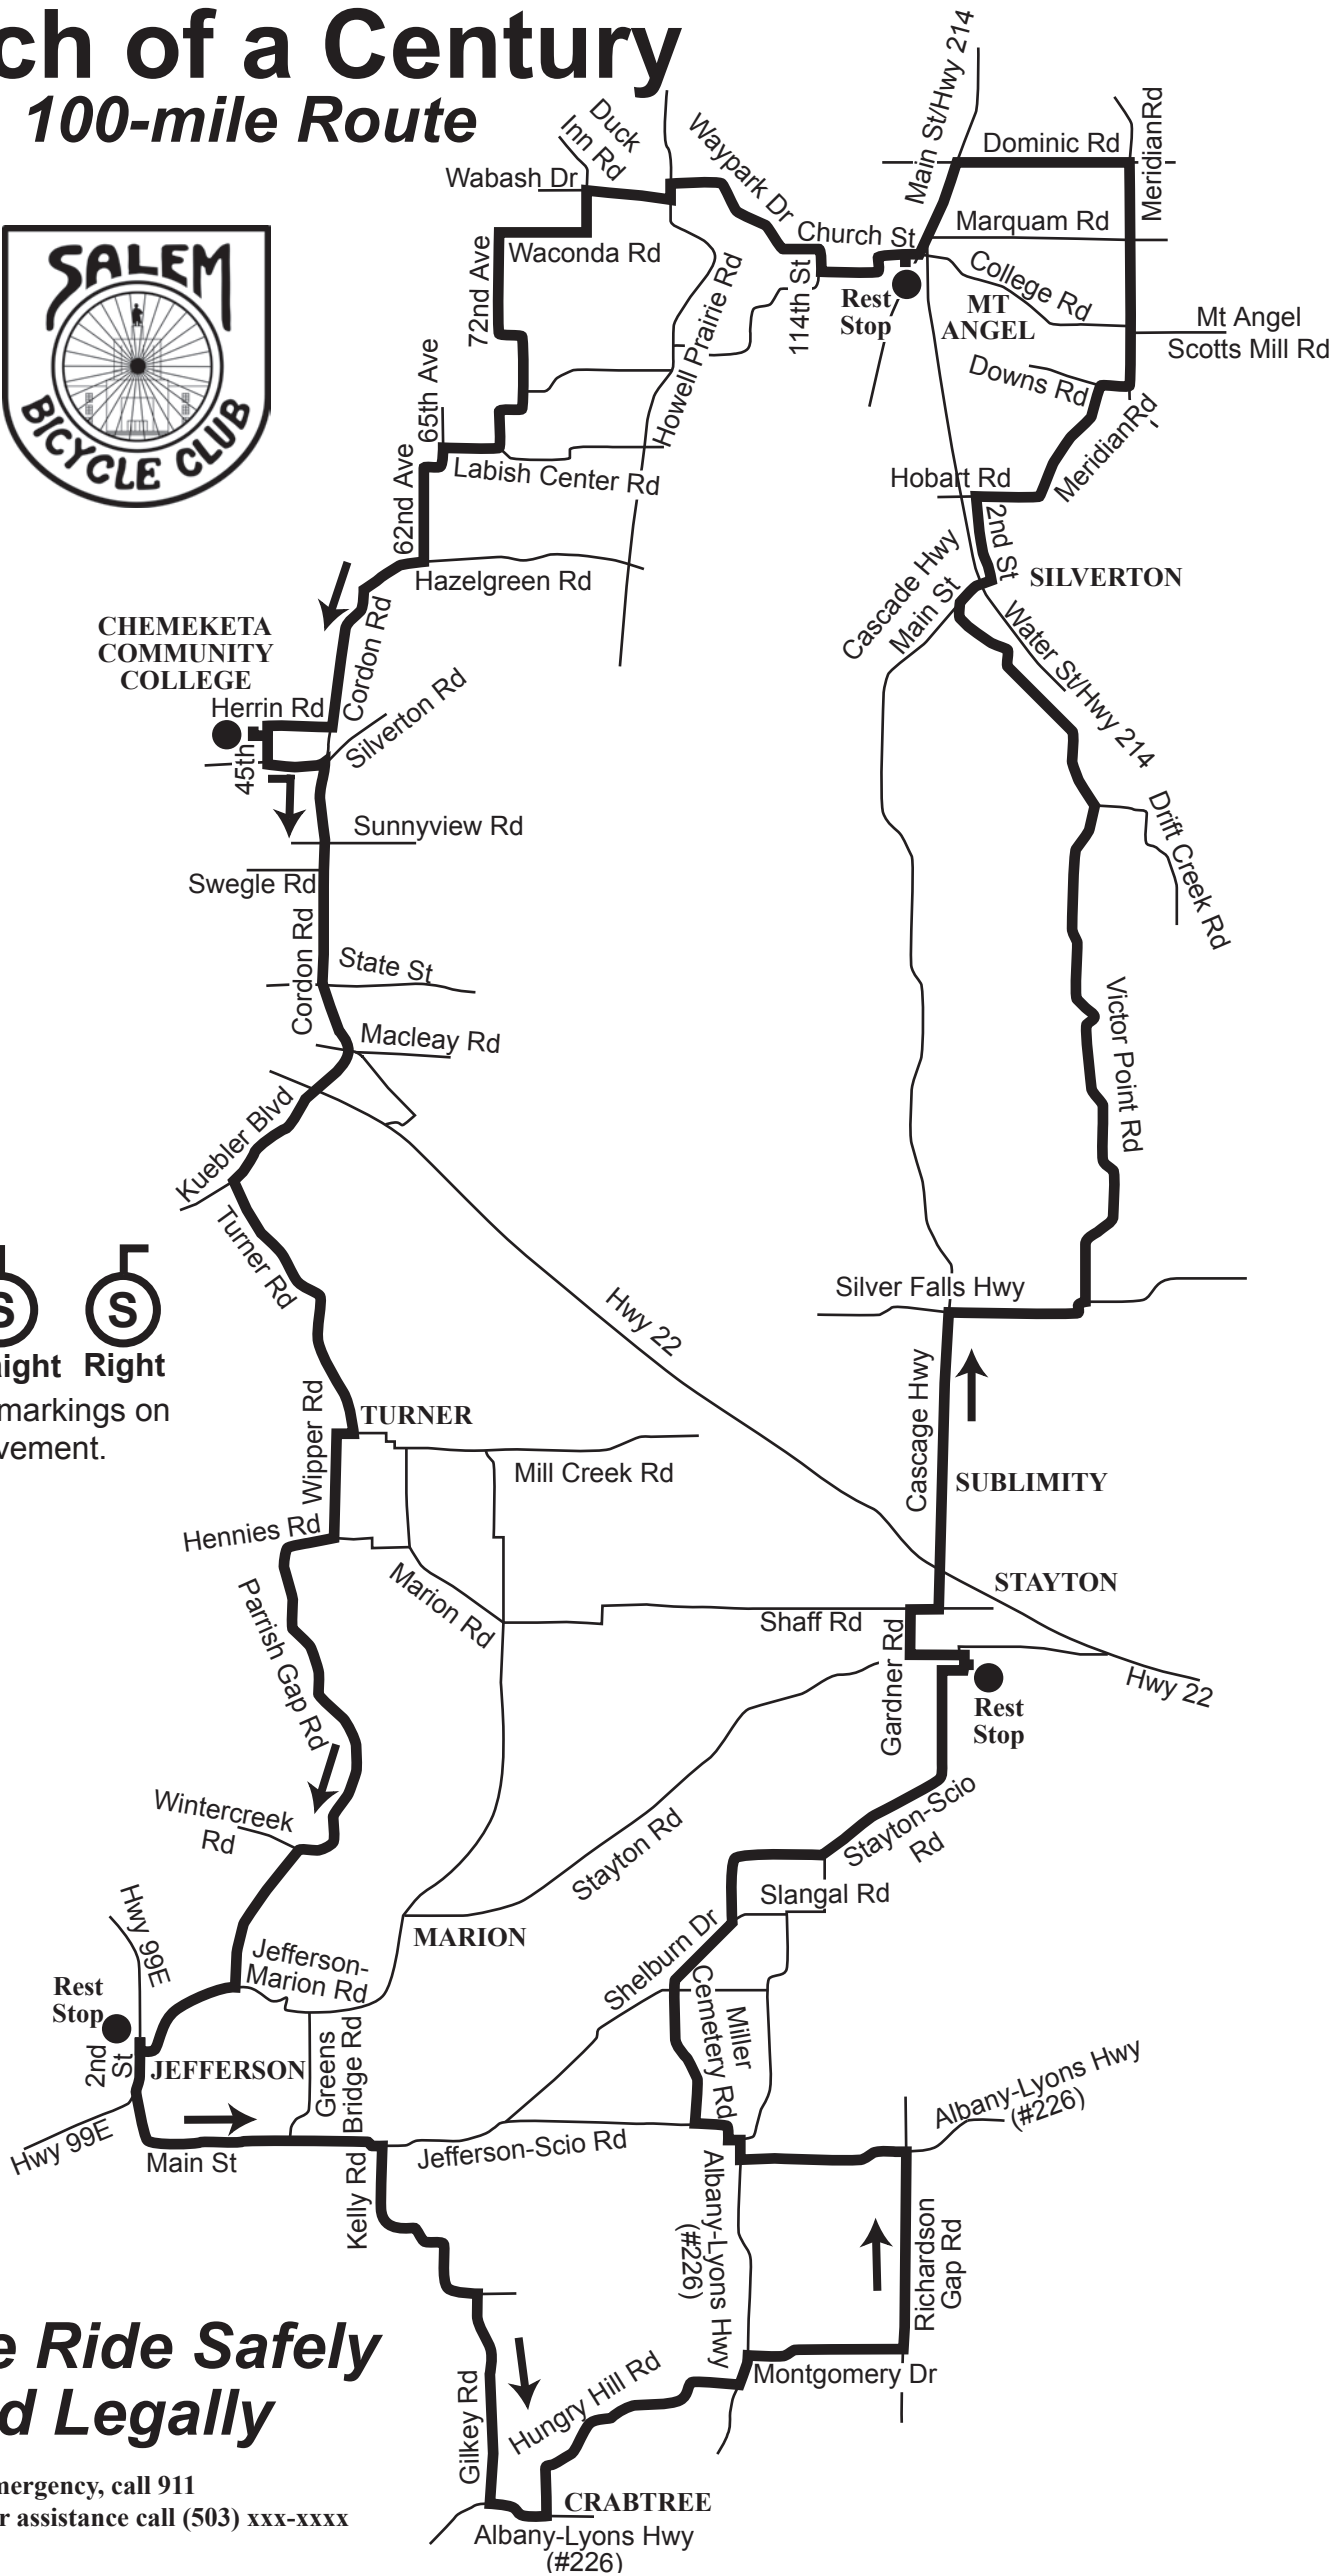 ch of a Century
100-mile Route
SALEM
BICYCLE CLUB
Duck
Inn Rd
Wabash Dr
Waypark Dr
Main St/Hwy 214
Dominic Rd
MeridianRd
Waconda Rd
72nd Ave
Church St
Marquam Rd
114th St
Rest
Stop
MT
ANGEL
College Rd
Mt Angel
Scotts Mill Rd
Downs Rd
MeridianRd
Howell Prairie Rd
65th Ave
62nd Ave
Labish Center Rd
Hobart Rd
2nd St
SILVERTON
Hazelgreen Rd
Cascade Hwy
Main St
Water St/Hwy 214
CHEMEKETA
COMMUNITY
COLLEGE
Cordon Rd
Herrin Rd
Silverton Rd
45th
Sunnyview Rd
Swegle Rd
Drift Creek Rd
Cordon Rd
State St
Macleay Rd
Victor Point Rd
Kuebler Blvd
Turner Rd
Silver Falls Hwy
Hwy 22
S
S
aight
Right
markings on
vement.
Wipper Rd
TURNER
Mill Creek Rd
Cascage Hwy
SUBLIMITY
Hennies Rd
Marion Rd
STAYTON
Shaff Rd
Gardner Rd
Hwy 22
Rest
Stop
Parrish Gap Rd
Wintercreek
Rd
Stayton Rd
Stayton-Scio
Rd
Slangal Rd
Hwy 99E
MARION
Jefferson-
Marion Rd
Shelburn Dr
Cemetery Rd
Miller
Rest
Stop
2nd
St
JEFFERSON
Greens
Bridge Rd
Hwy 99E
Main St
Kelly Rd
Jefferson-Scio Rd
Albany-Lyons Hwy
(#226)
Albany-Lyons Hwy
(#226)
Richardson
Gap Rd
e Ride Safely
d Legally
Gilkey Rd
Hungry Hill Rd
Montgomery Dr
mergency, call 911
r assistance call (503) xxx-xxxx
CRABTREE
Albany-Lyons Hwy
(#226)